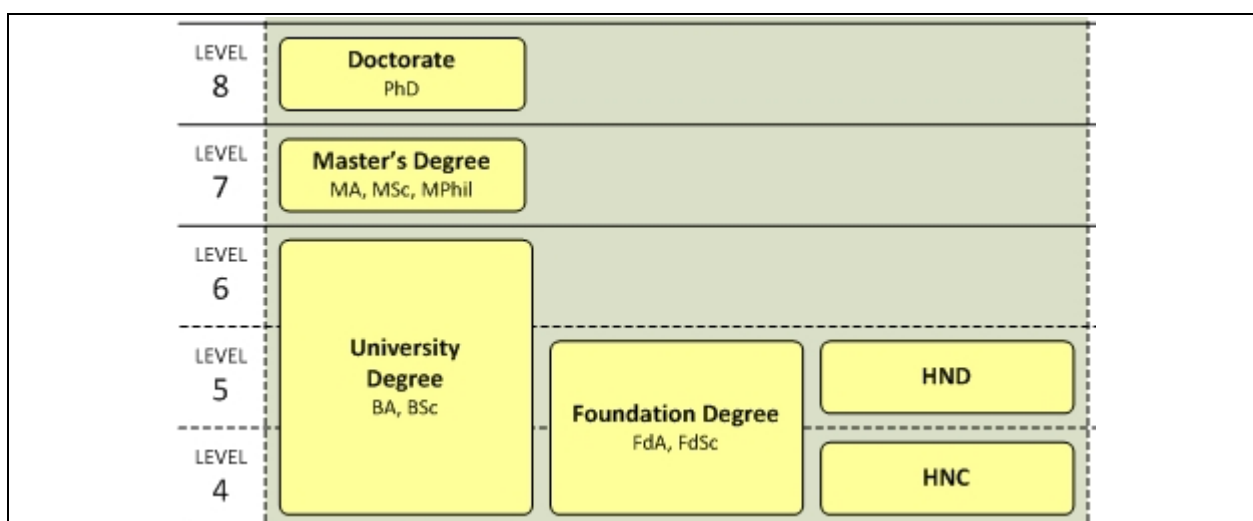 LEVEL
8
Doctorate
PhD
LEVEL
7
Master's Degree
MA, MSc, MPhil
LEVEL
6
LEVEL
5
University
Degree
BA, BSc
HND
Foundation Degree
FdA, FdSc
LEVEL
4
HNC